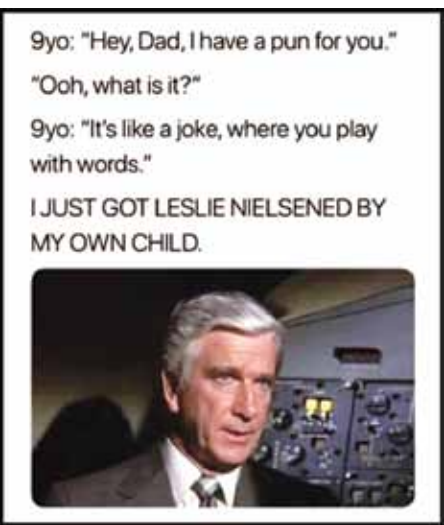 9yo: "Hey, Dad, I have a pun for you."
"Ooh, what is it?"
9yo: "It's like a joke, where you play
with words."
I JUST GOT LESLIE NIELSENED BY
MY OWN CHILD.